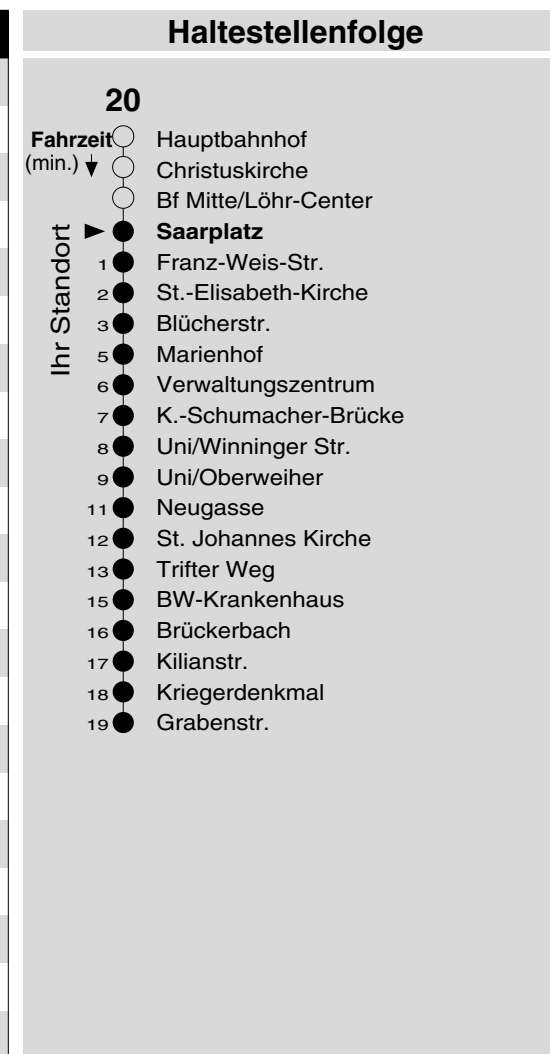 Haltestellenfolge
20
Fahrzeit
(min.)
Ihr Standort
Hauptbahnhof
Christuskirche
Bf Mitte/Löhr-Center
Saarplatz
1 Franz-Weis-Str.
2 St.-Elisabeth-Kirche
3 Blücherstr.
5 Marienhof
6 Verwaltungszentrum
7 K.-Schumacher-Brücke
8 Uni/Winninger Str.
9 Uni/Oberweiher
11 Neugasse
12 St. Johannes Kirche
13 Trifter Weg
15 BW-Krankenhaus
16 Brückerbach
17 Kilianstr.
18 Kriegerdenkmal
19 Grabenstr.